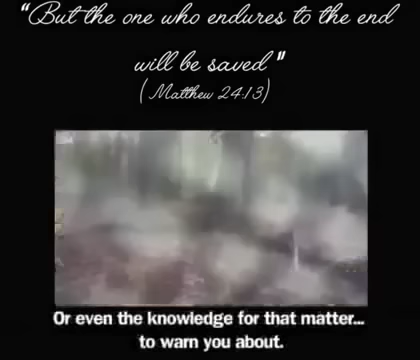 "But the one who endures to the end
will be saved"
(Matthew 24:13)
Or even the knowledge for that matter...
to warn you about.